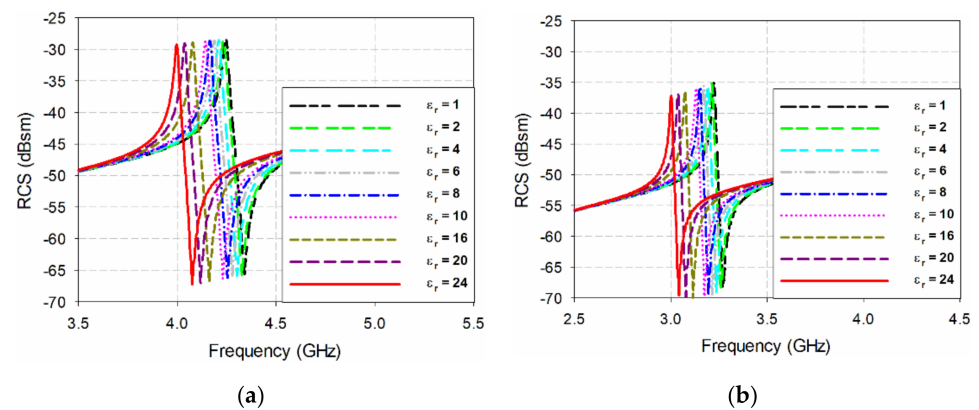 -25
-30
-35
-40
-45
-50
-55
-60
-65
-70
RCS (dBsm)
3.5 4.0 4.5 5.0 5.5
Frequency (GHz)
εr = 1
εr = 2
εr = 4
εr = 6
εr = 8
εr = 10
εr = 16
εr = 20
εr = 24
(a)
-25
-30
-35
-40
-45
-50
-55
-60
-65
-70
RCS (dBsm)
2.5 3.0 3.5 4.0 4.5
Frequency (GHz)
εr = 1
εr = 2
εr = 4
εr = 6
εr = 8
εr = 10
εr = 16
εr = 20
εr = 24
(b)